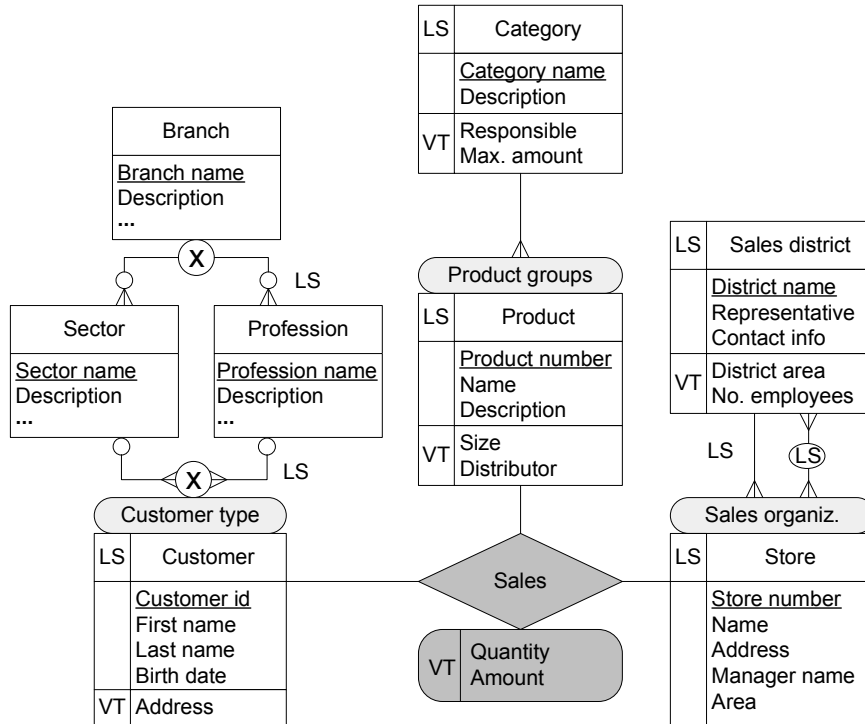 LS Category
Category name
Description
VT Responsible
Max. amount
Branch
Branch name
Description
...
X
LS
Sector
Sector name
Description
...
Profession
Profession name
Description
...
X
LS
Customer type
LS Customer
Customer id
First name
Last name
Birth date
VT Address
Product groups
LS Product
Product number
Name
Description
VT Size
Distributor
Sales
VT Quantity
Amount
LS Sales district
District name
Representative
Contact info
VT District area
No. employees
LS
LS
Sales organiz.
LS Store
Store number
Name
Address
Manager name
Area